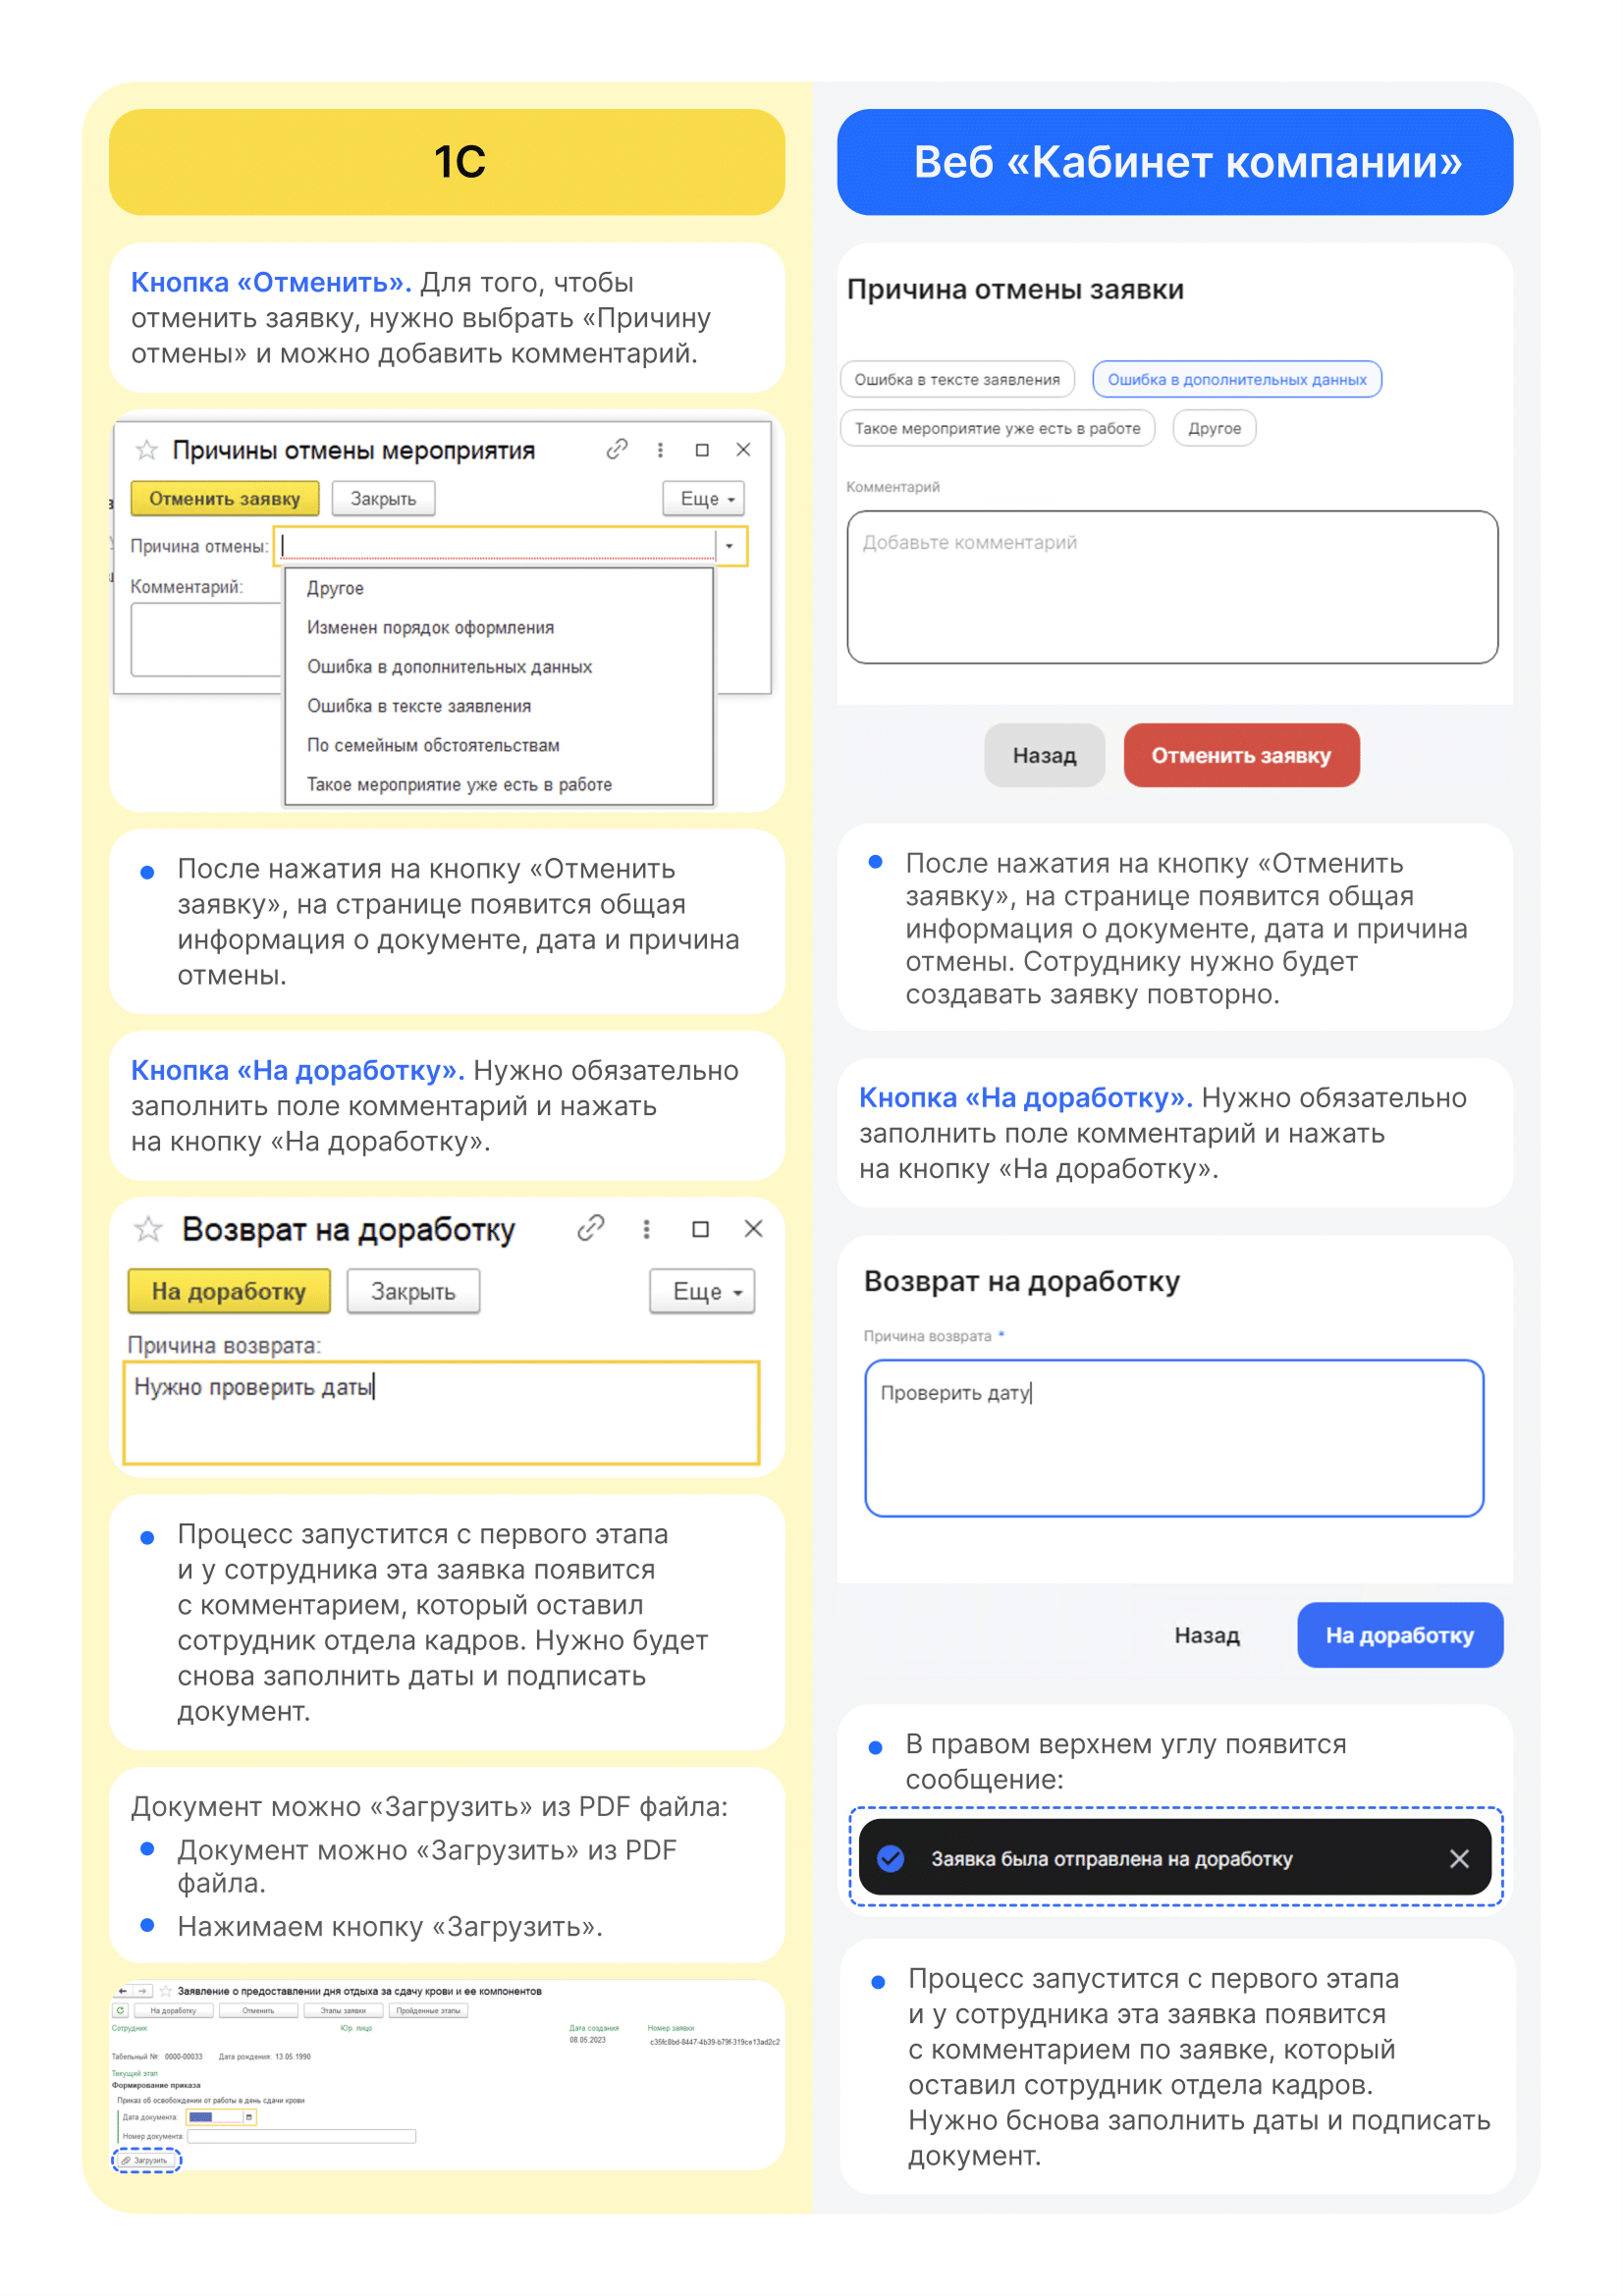 1С
Кнопка «Отменить». Для того, чтобы
отменить заявку, нужно выбрать «Причину
отмены» и можно добавить комментарий.
Причины отмены мероприятия
Отменить заявку
Закрыть
Еще
Причина отмены:
Комментарий:
Другое
Изменен порядок оформления
Ошибка в дополнительных данных
Ошибка в тексте заявления
По семейным обстоятельствам
Такое мероприятие уже есть в работе
После нажатия на кнопку «Отменить
заявку», на странице появится общая
информация о документе, дата и причина
отмены.
Кнопка «На доработку». Нужно обязательно
заполнить поле комментарий и нажать
на кнопку «На доработку».
Возврат на доработку
На доработку
Закрыть
Еще
Причина возврата:
Нужно проверить даты
Процесс запустится с первого этапа
и у сотрудника эта заявка появится
с комментарием, который оставил
сотрудник отдела кадров. Нужно будет
снова заполнить даты и подписать
документ.
Документ можно «Загрузить» из PDF файла:
Документ можно «Загрузить» из PDF
файла.
Нажимаем кнопку «Загрузить».
Заявление о предоставлении дня отдыха за сдачу крови и ее компонентов
На доработку
Отменить
Этапы заявки
Пройденные этапы
Сотрудник
Юр. лицо
Дата создания
Номер заявки
08.05.2023
c35fc8bd-8447-4b39-b79f-319ce13ad2c2
Табельный №: 0000-00033 Дата рождения: 13.05.1990
Текущий этап
Формирование приказа
Приказ об освобождении от работы в день сдачи крови
Дата документа:
Номер документа:
Загрузить
Веб «Кабинет компании»
Причина отмены заявки
Ошибка в тексте заявления
Ошибка в дополнительных данных
Такое мероприятие уже есть в работе
Другое
Комментарий
Добавьте комментарий
Назад
Отменить заявку
После нажатия на кнопку «Отменить
заявку», на странице появится общая
информация о документе, дата и причина
отмены. Сотруднику нужно будет
создавать заявку повторно.
Кнопка «На доработку». Нужно обязательно
заполнить поле комментарий и нажать
на кнопку «На доработку».
Возврат на доработку
Причина возврата *
Проверить дату
Назад
На доработку
В правом верхнем углу появится
сообщение:
Заявка была отправлена на доработку
Процесс запустится с первого этапа
и у сотрудника эта заявка появится
с комментарием по заявке, который
оставил сотрудник отдела кадров.
Нужно бснова заполнить даты и подписать
документ.